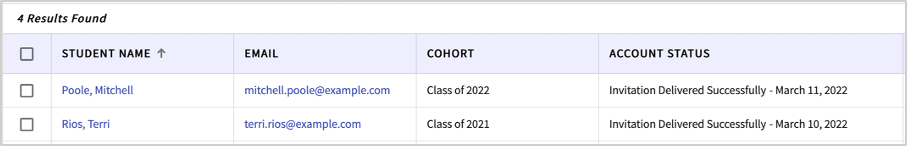 4 Results Found
STUDENT NAME ↑ EMAIL COHORT ACCOUNT STATUS
Poole, Mitchell mitchell.poole@example.com Class of 2022 Invitation Delivered Successfully - March 11, 2022
Rios, Terri terri.rios@example.com Class of 2021 Invitation Delivered Successfully - March 10, 2022